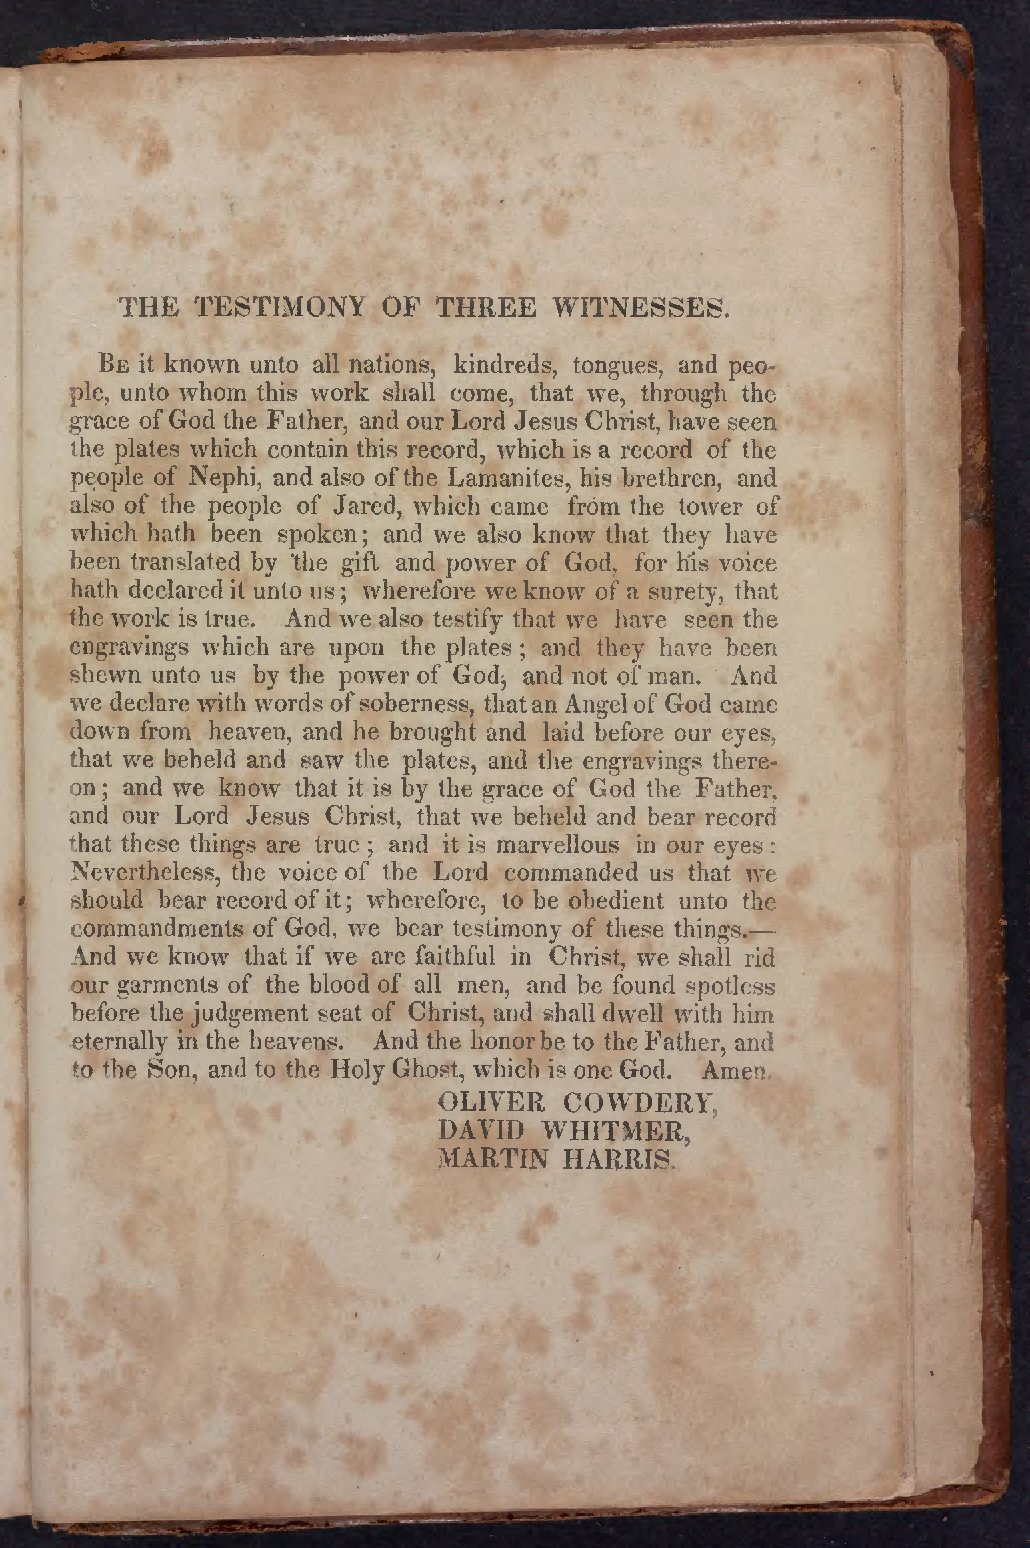 THE TESTIMONY OF THREE WITNESSES.
BE it known unto all nations, kindreds, tongues, and peo-
ple, unto whom this work shall come, that we, through the
grace of God the Father, and our Lord Jesus Christ, have seen
the plates which contain this record, which is a record of the
people of Nephi, and also of the Lamanites, his brethren, and
also of the people of Jared, which came from the tower of
which hath been spoken; and we also know that they have
been translated by the gift and power of God, for his voice
hath declared it unto us; wherefore we know of a surety, that
the work is true. And we also testify that we have seen the
engravings which are upon the plates; and they have been
shewn unto us by the power of God, and not of man. And
we declare with words of soberness, that an Angel of God came
down from heaven, and he brought and laid before our eyes,
that we beheld and saw the plates, and the engravings there-
on; and we know that it is by the grace of God the Father,
and our Lord Jesus Christ, that we beheld and bear record
that these things are true; and it is marvellous in our eyes:
Nevertheless, the voice of the Lord commanded us that we
should bear record of it; wherefore, to be obedient unto the
commandments of God, we bear testimony of these things.—
And we know that if we are faithful in Christ, we shall rid
our garments of the blood of all men, and be found spotless
before the judgement seat of Christ, and shall dwell with him
eternally in the heavens. And the honor be to the Father, and
to the Son, and to the Holy Ghost, which is one God. Amen.
OLIVER COWDERY,
DAVID WHITMER,
MARTIN HARRIS.